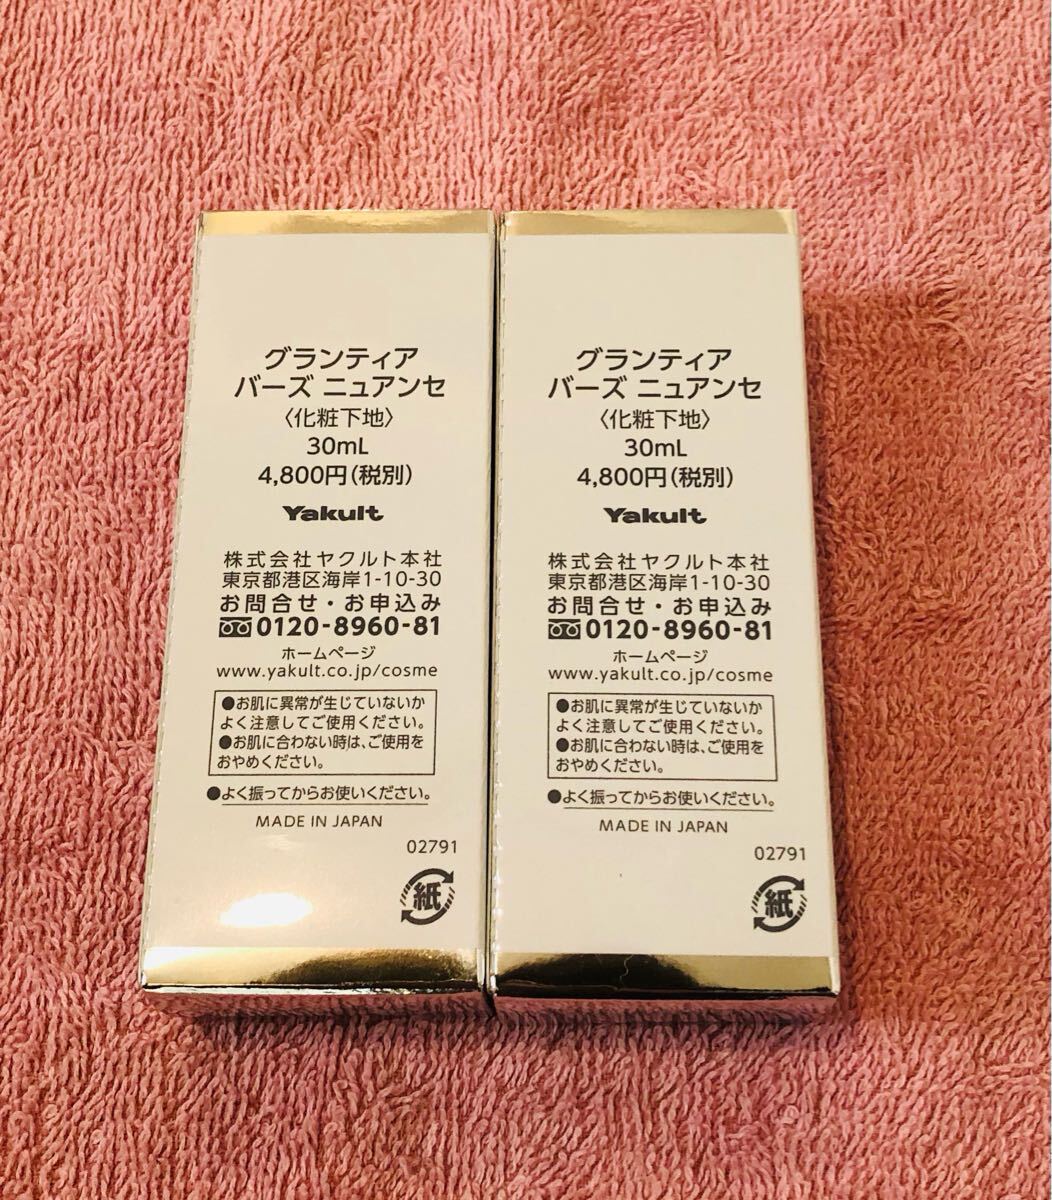 グランティア
バーズ ニュアンセ
〈化粧下地〉
30mL
4,800円(税別)
Yakult
株式会社ヤクルト本社
東京都港区海岸1-10-30
お問合せ・お申込み
0120-8960-81
ホームページ
www.yakult.co.jp/cosme
●お肌に異常が生じていないか
よく注意してご使用ください。
●お肌に合わない時は、ご使用を
おやめください。
●よく振ってからお使いください。
MADE IN JAPAN
02791
紙
グランティア
バーズ ニュアンセ
〈化粧下地〉
30mL
4,800円(税別)
Yakult
株式会社ヤクルト本社
東京都港区海岸1-10-30
お問合せ・お申込み
0120-8960-81
ホームページ
www.yakult.co.jp/cosme
●お肌に異常が生じていないか
よく注意してご使用ください。
●お肌に合わない時は、ご使用を
おやめください。
●よく振ってからお使いください。
MADE IN JAPAN
02791
紙